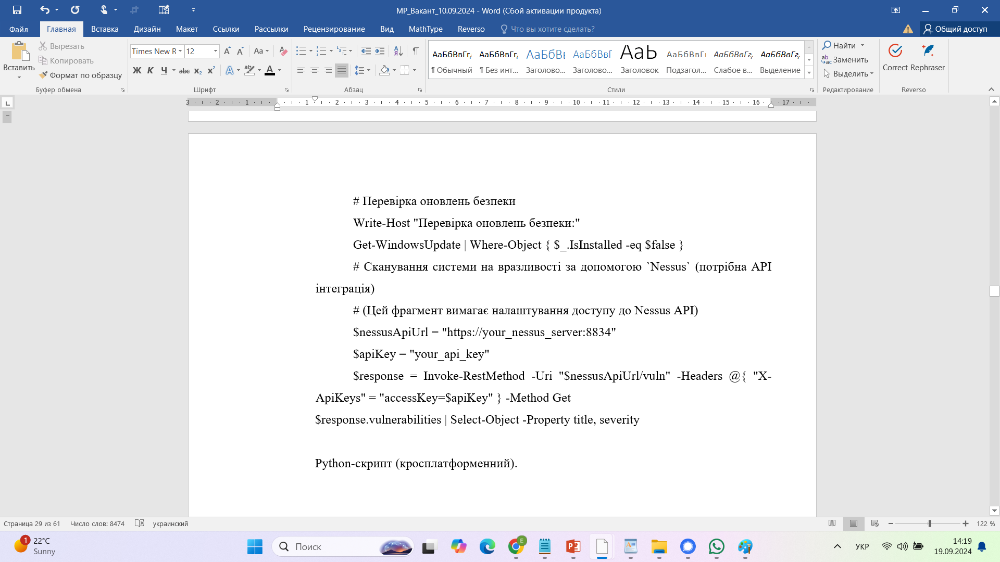 МР_Вакант_10.09.2024 - Word (Сбой активации продукта)
Файл Главная Вставка Дизайн Макет Ссылки Рассылки Рецензирование Вид MathType Reverso Что вы хотите сделать? Общий доступ
Вставить
Вырезать
Копировать
Формат по образцу
Буфер обмена
Times New R 12 Aa
Ж К Ч abc x₂ x² A ab A
Шрифт
Абзац
АаБбВвГг, АаБбВвГг, АаБбВв АаБбВвГ АаЬ АаБбВвГг АаБбВвГг, АаБбВвГг,
¶ Обычный ¶ Без инт... Заголово... Заголово... Заголовок Подзагол... Слабое в... Выделение
Стили
Найти
Заменить
Выделить
Редактирование
Correct Rephraser
Reverso
3 2 1 1 2 3 4 5 6 7 8 9 10 11 12 13 14 15 16 17
# Перевірка оновлень безпеки
Write-Host "Перевірка оновлень безпеки:"
Get-WindowsUpdate | Where-Object { $_.IsInstalled -eq $false }
# Сканування системи на вразливості за допомогою `Nessus` (потрібна API
інтеграція)
# (Цей фрагмент вимагає налаштування доступу до Nessus API)
$nessusApiUrl = "https://your_nessus_server:8834"
$apiKey = "your_api_key"
$response = Invoke-RestMethod -Uri "$nessusApiUrl/vuln" -Headers @{ "X-
ApiKeys" = "accessKey=$apiKey" } -Method Get
$response.vulnerabilities | Select-Object -Property title, severity
Python-скрипт (кросплатформенний).
Страница 29 из 61 Число слов: 8474 украинский 122 %
1 22°C
Sunny
Поиск
E
УКР
14:19
19.09.2024